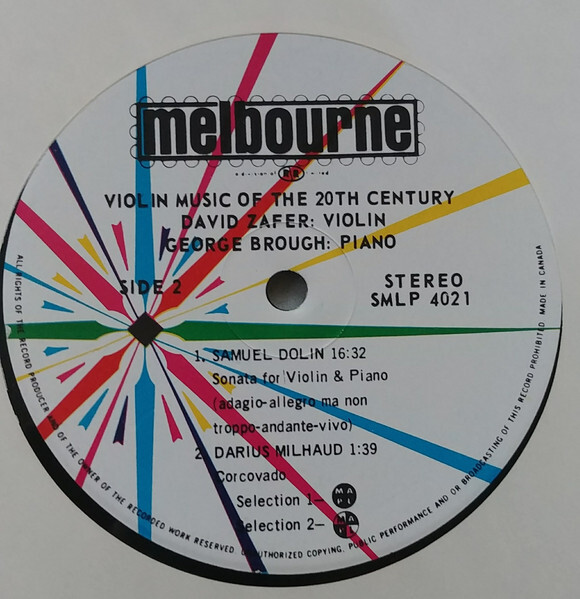 melbourne
VIOLIN MUSIC OF THE 20TH CENTURY
DAVID ZAFER: VIOLIN
GEORGE BROUGH: PIANO
SIDE 2
STEREO
SMLP 4021
1. SAMUEL DOLIN 16:32
Sonata for Violin & Piano
(adagio-allegro ma non
troppo-andante-vivo)
2. DARIUS MILHAUD 1:39
Corcovado
Selection 1–
MAPL
Selection 2–
MAPL
ALL RIGHTS OF THE RECORD PRODUCER AND OF THE OWNER OF THE RECORDED WORK RESERVED. UNAUTHORIZED COPYING, PUBLIC PERFORMANCE AND/OR BROADCASTING OF THIS RECORD PROHIBITED MADE IN CANADA